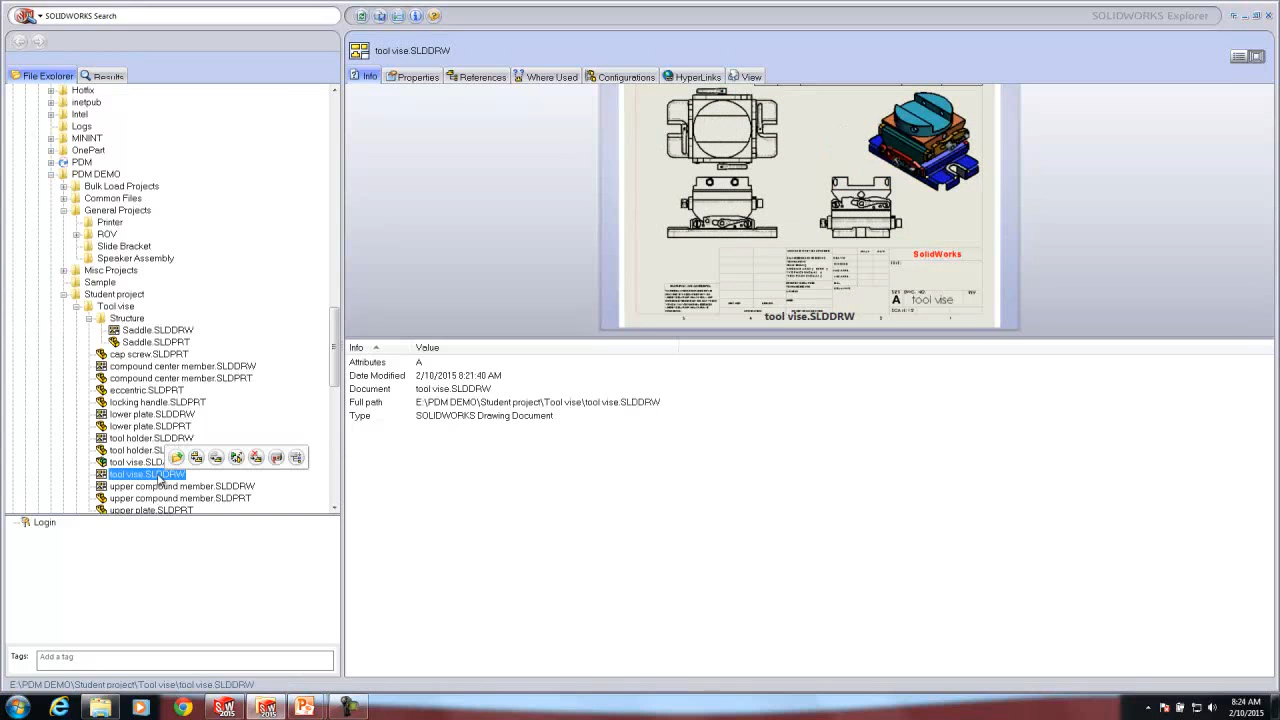 SOLIDWORKS Search
SOLIDWORKS Explorer
tool vise.SLDDRW
File Explorer
Results
Info
Properties
References
Where Used
Configurations
HyperLinks
View
Hotfix
inetpub
Intel
Logs
MININT
OnePart
PDM
PDM DEMO
Bulk Load Projects
Common Files
General Projects
Printer
ROV
Slide Bracket
Speaker Assembly
Misc Projects
Sample
Student project
Tool vise
Structure
Saddle.SLDDRW
Saddle.SLDPRT
cap screw.SLDPRT
compound center member.SLDDRW
compound center member.SLDPRT
eccentric.SLDPRT
locking handle.SLDPRT
lower plate.SLDDRW
lower plate.SLDPRT
tool holder.SLDDRW
tool holder.SL
tool vise.SLD
tool vise.SLDDRW
upper compound member.SLDDRW
upper compound member.SLDPRT
upper plate.SLDPRT
SolidWorks
A tool vise
tool vise.SLDDRW
Info Value
Attributes A
Date Modified 2/10/2015 8:21:40 AM
Document tool vise.SLDDRW
Full path E:\PDM DEMO\Student project\Tool vise\tool vise.SLDDRW
Type SOLIDWORKS Drawing Document
Login
Tags: Add a tag
E:\PDM DEMO\Student project\Tool vise\tool vise.SLDDRW
8:24 AM
2/10/2015